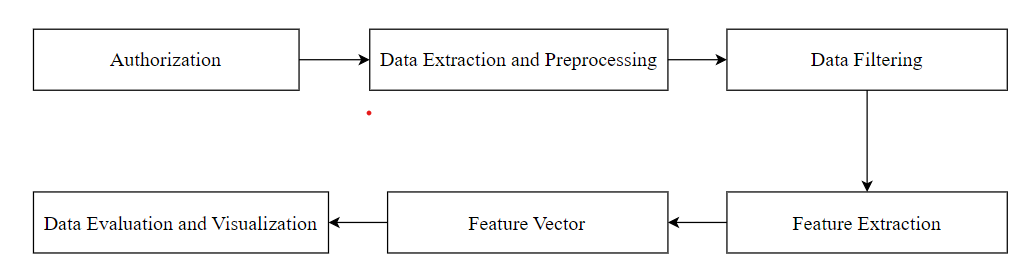 Authorization
Data Extraction and Preprocessing
Data Filtering
Feature Extraction
Feature Vector
Data Evaluation and Visualization